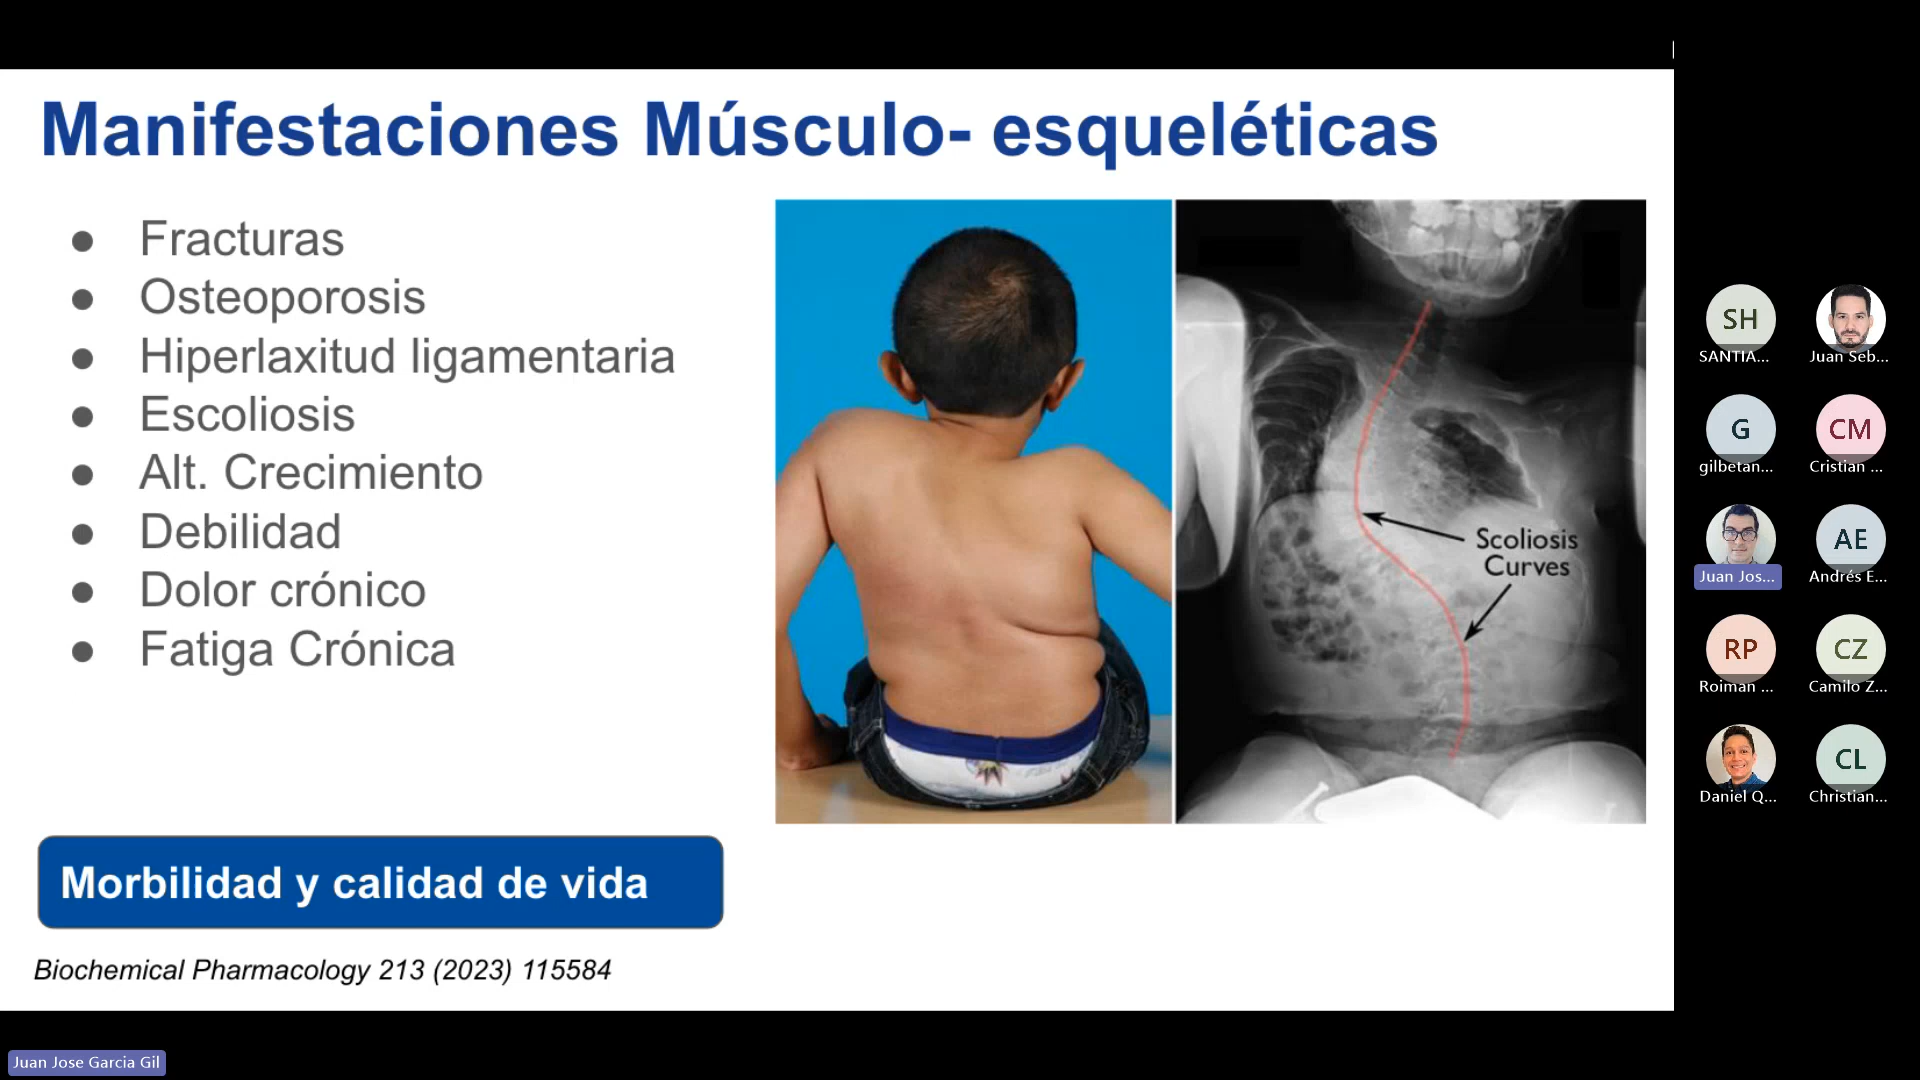 Manifestaciones Músculo- esqueléticas
● Fracturas
● Osteoporosis
● Hiperlaxitud ligamentaria
● Escoliosis
● Alt. Crecimiento
● Debilidad
● Dolor crónico
● Fatiga Crónica
Scoliosis
Curves
Morbilidad y calidad de vida
Biochemical Pharmacology 213 (2023) 115584
SH
SANTIA...
Juan Seb...
G
gilbetan...
CM
Cristian ...
Juan Jos...
AE
Andrés E...
RP
Roiman ...
CZ
Camilo Z...
Daniel Q...
CL
Christian...
Juan Jose Garcia Gil